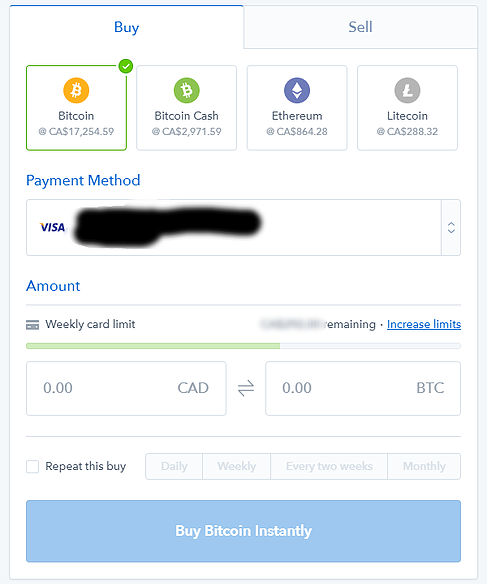 Buy Sell
Bitcoin Bitcoin Cash Ethereum Litecoin
@ CA$17,254.59 @ CA$2,971.59 @ CA$864.28 @ CA$288.32
Payment Method
VISA
Amount
Weekly card limit remaining · Increase limits
0.00 CAD 0.00 BTC
Repeat this buy Daily Weekly Every two weeks Monthly
Buy Bitcoin Instantly